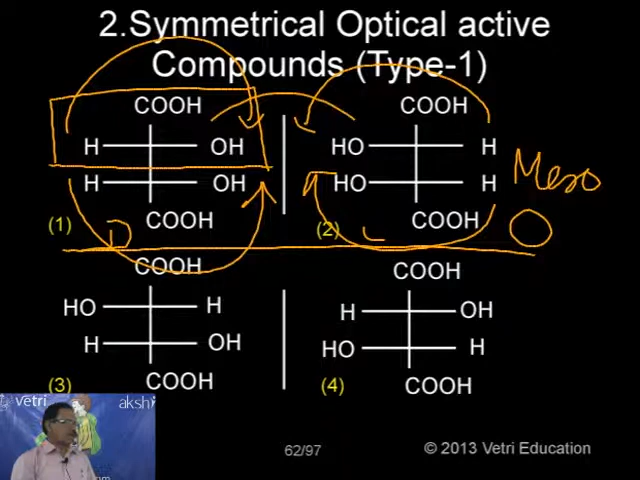 2.Symmetrical Optical active
Compounds (Type-1)
COOH COOH
H OH HO H
Meso
H OH HO H
(1) COOH (2) COOH
D
COOH COOH
HO H H OH
H OH HO H
(3) COOH (4) COOH
vetri
62/97 © 2013 Vetri Education